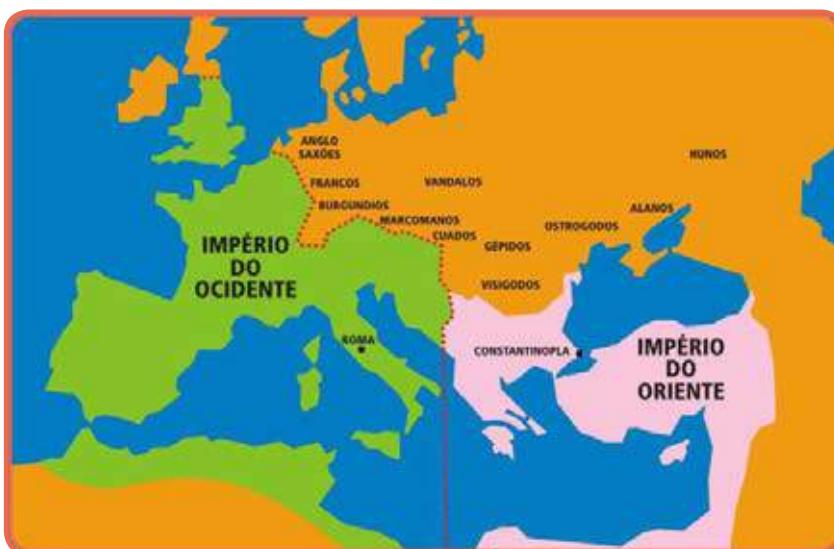 ANGLO
SAXÕES
HUNOS
FRANCOS
VANDALOS
BURGUNDIOS
ALANOS
MARCOMANOS
OSTROGODOS
CUADOS
GÉPIDOS
IMPÉRIO
DO
OCIDENTE
VISIGODOS
ROMA
CONSTANTINOPLA
IMPÉRIO
DO
ORIENTE